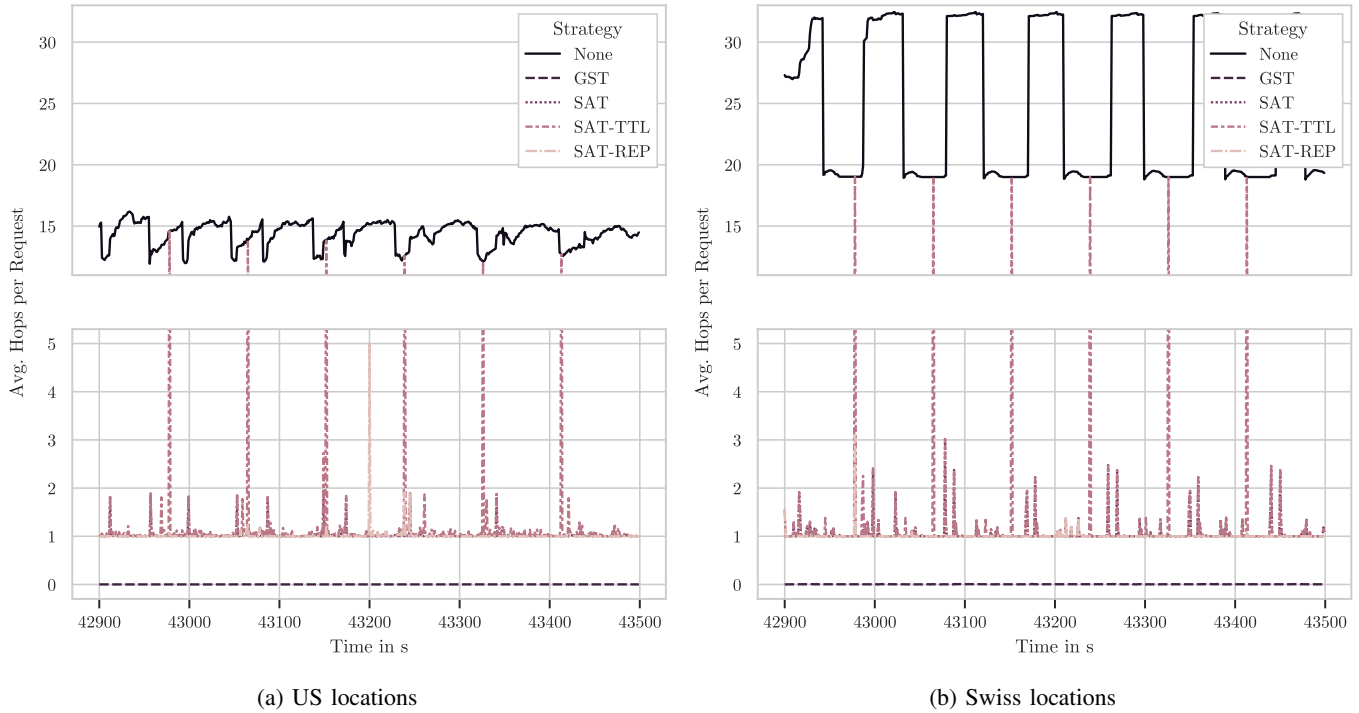 Avg. Hops per Request
30
25
20
15
Strategy
None
GST
SAT
SAT-TTL
SAT-REP
5
4
3
2
1
0
42900 43000 43100 43200 43300 43400 43500
Time in s
(a) US locations
Avg. Hops per Request
30
25
20
15
Strategy
None
GST
SAT
SAT-TTL
SAT-REP
5
4
3
2
1
0
42900 43000 43100 43200 43300 43400 43500
Time in s
(b) Swiss locations